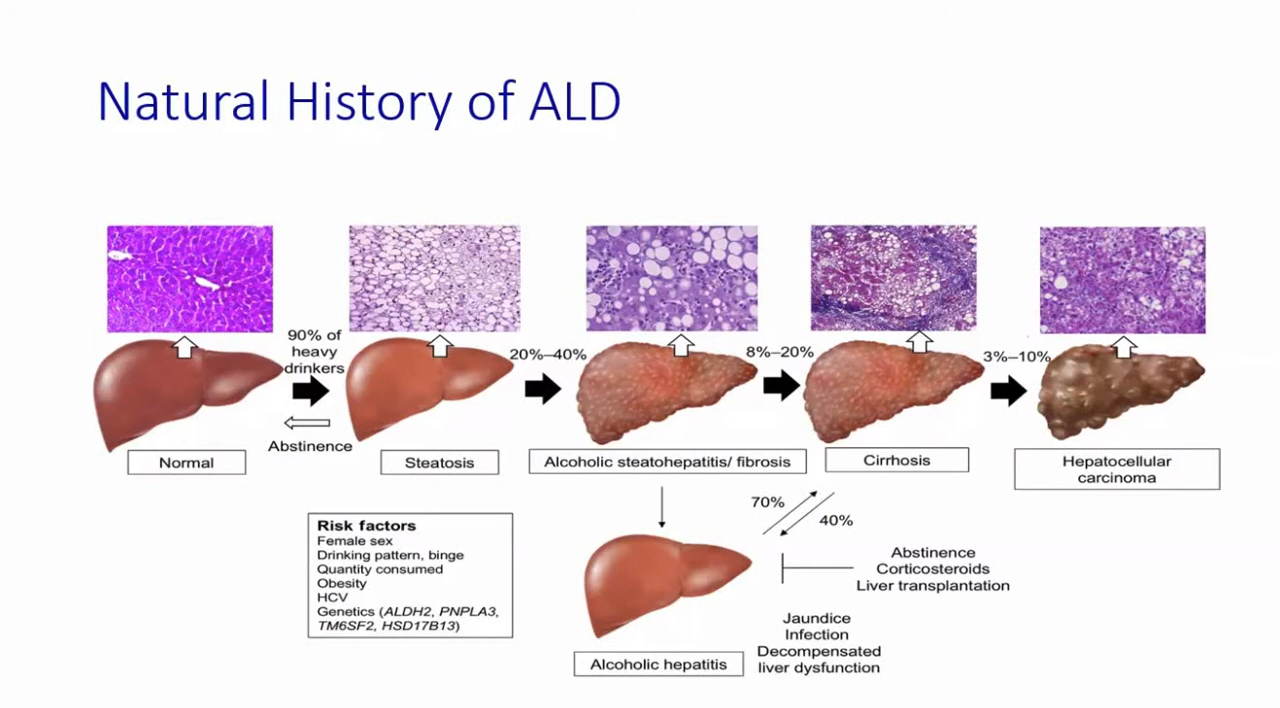 Natural History of ALD
90% of
heavy
drinkers
Abstinence
20%–40%
8%–20%
3%–10%
Normal
Steatosis
Alcoholic steatohepatitis/ fibrosis
Cirrhosis
Hepatocellular
carcinoma
Risk factors
Female sex
Drinking pattern, binge
Quantity consumed
Obesity
HCV
Genetics (ALDH2, PNPLA3,
TM6SF2, HSD17B13)
70%
40%
Abstinence
Corticosteroids
Liver transplantation
Jaundice
Infection
Decompensated
liver dysfunction
Alcoholic hepatitis